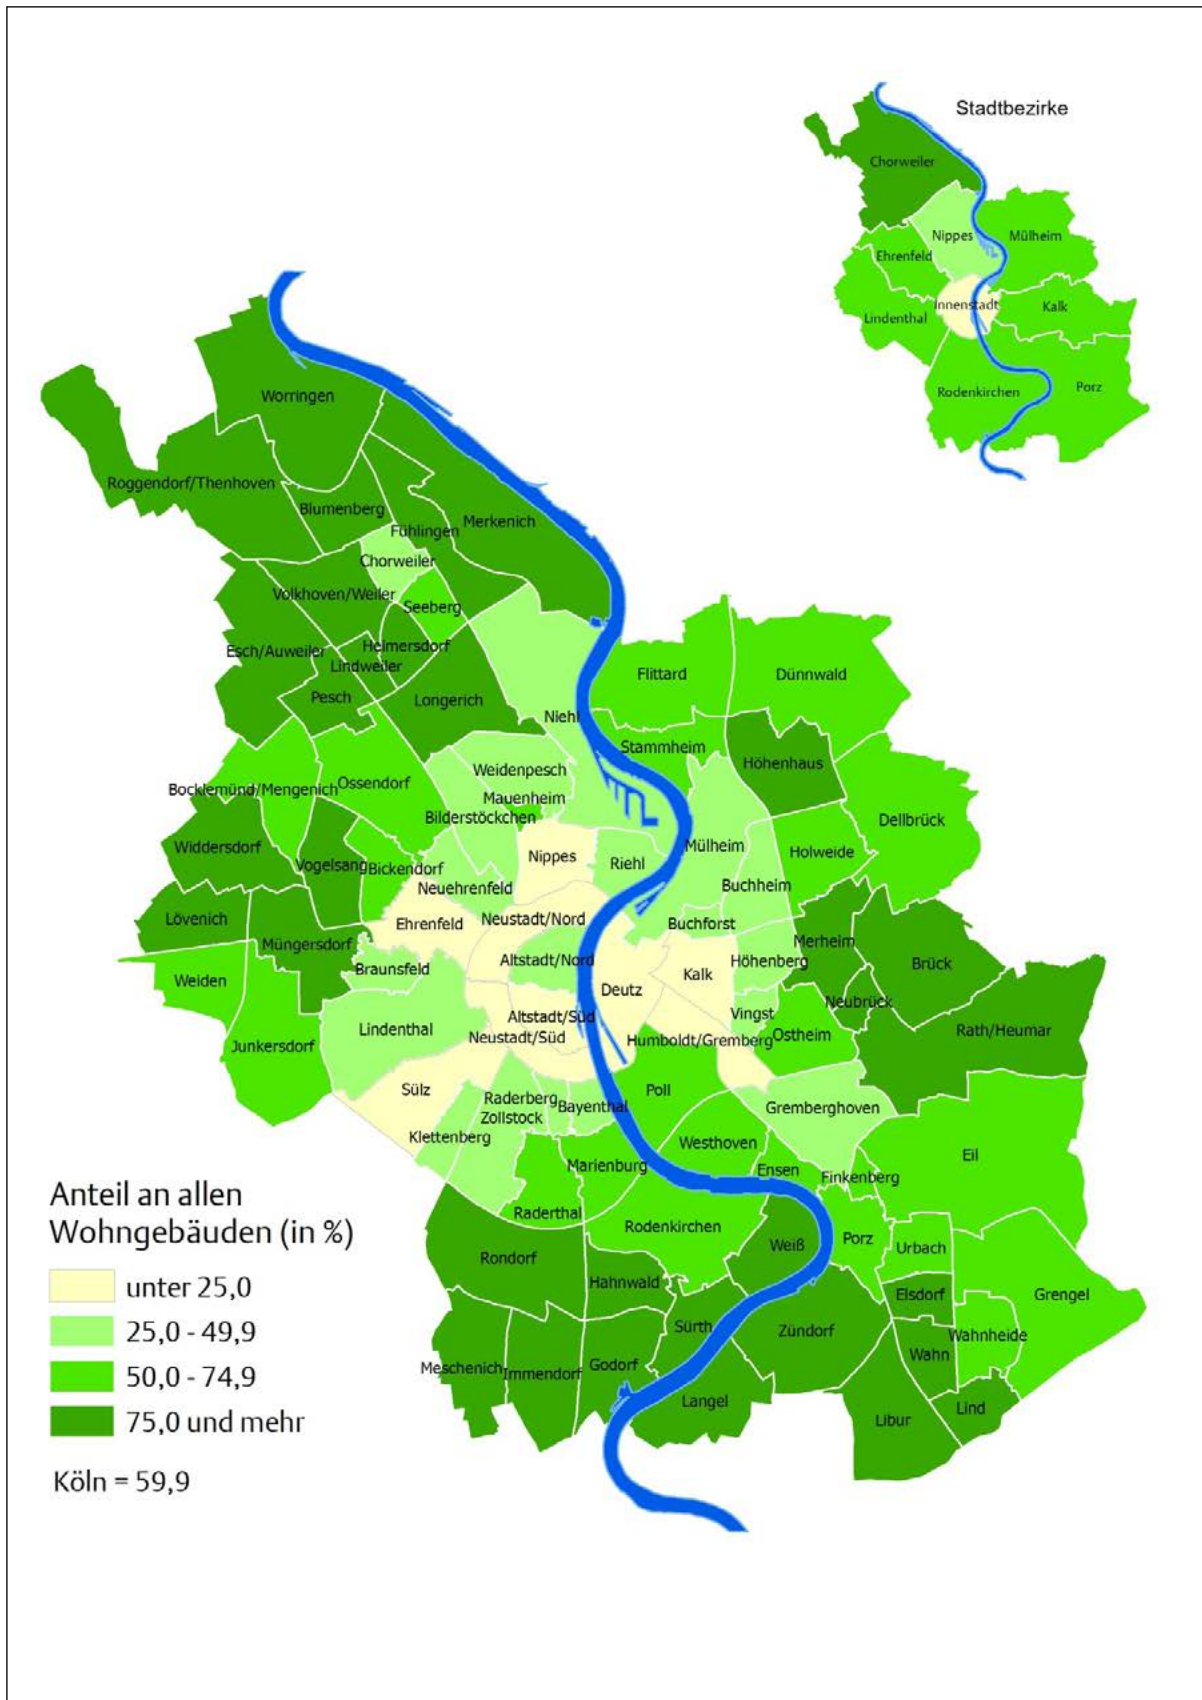 Stadtbezirke
Chorweiler
Nippes
Mülheim
Ehrenfeld
Innenstadt
Kalk
Lindenthal
Rodenkirchen
Porz
Worringen
Roggendorf/Thenhoven
Blumenberg
Merkenich
Fühlingen
Chorweiler
Volkhoven/Weiler
Seeberg
Heimersdorf
Esch/Auweiler
Lindweiler
Pesch
Longerich
Flittard
Dünnwald
Niehl
Stammheim
Höhenhaus
Weidenpesch
Ossendorf
Bocklemünd/Mengenich
Mauenheim
Bilderstöckchen
Dellbrück
Widdersdorf
Vogelsang
Bickendorf
Nippes
Riehl
Mülheim
Holweide
Neuehrenfeld
Buchheim
Lövenich
Ehrenfeld
Neustadt/Nord
Buchforst
Müngersdorf
Merheim
Altstadt/Nord
Höhenberg
Brück
Braunsfeld
Kalk
Weiden
Deutz
Neubrück
Vingst
Altstadt/Süd
Lindenthal
Neustadt/Süd
Humboldt/Gremberg
Ostheim
Rath/Heumar
Junkersdorf
Sülz
Poll
Raderberg
Zollstock
Bayenthal
Gremberghoven
Klettenberg
Westhoven
Eil
Marienburg
Ensen
Finkenberg
Raderthal
Rodenkirchen
Weiß
Porz
Urbach
Rondorf
Hahnwald
Elsdorf
Grengel
Sürth
Zündorf
Wahnheide
Wahn
Meschenich
Immendorf
Godorf
Langel
Libur
Lind
Anteil an allen
Wohngebäuden (in %)
unter 25,0
25,0 - 49,9
50,0 - 74,9
75,0 und mehr
Köln = 59,9